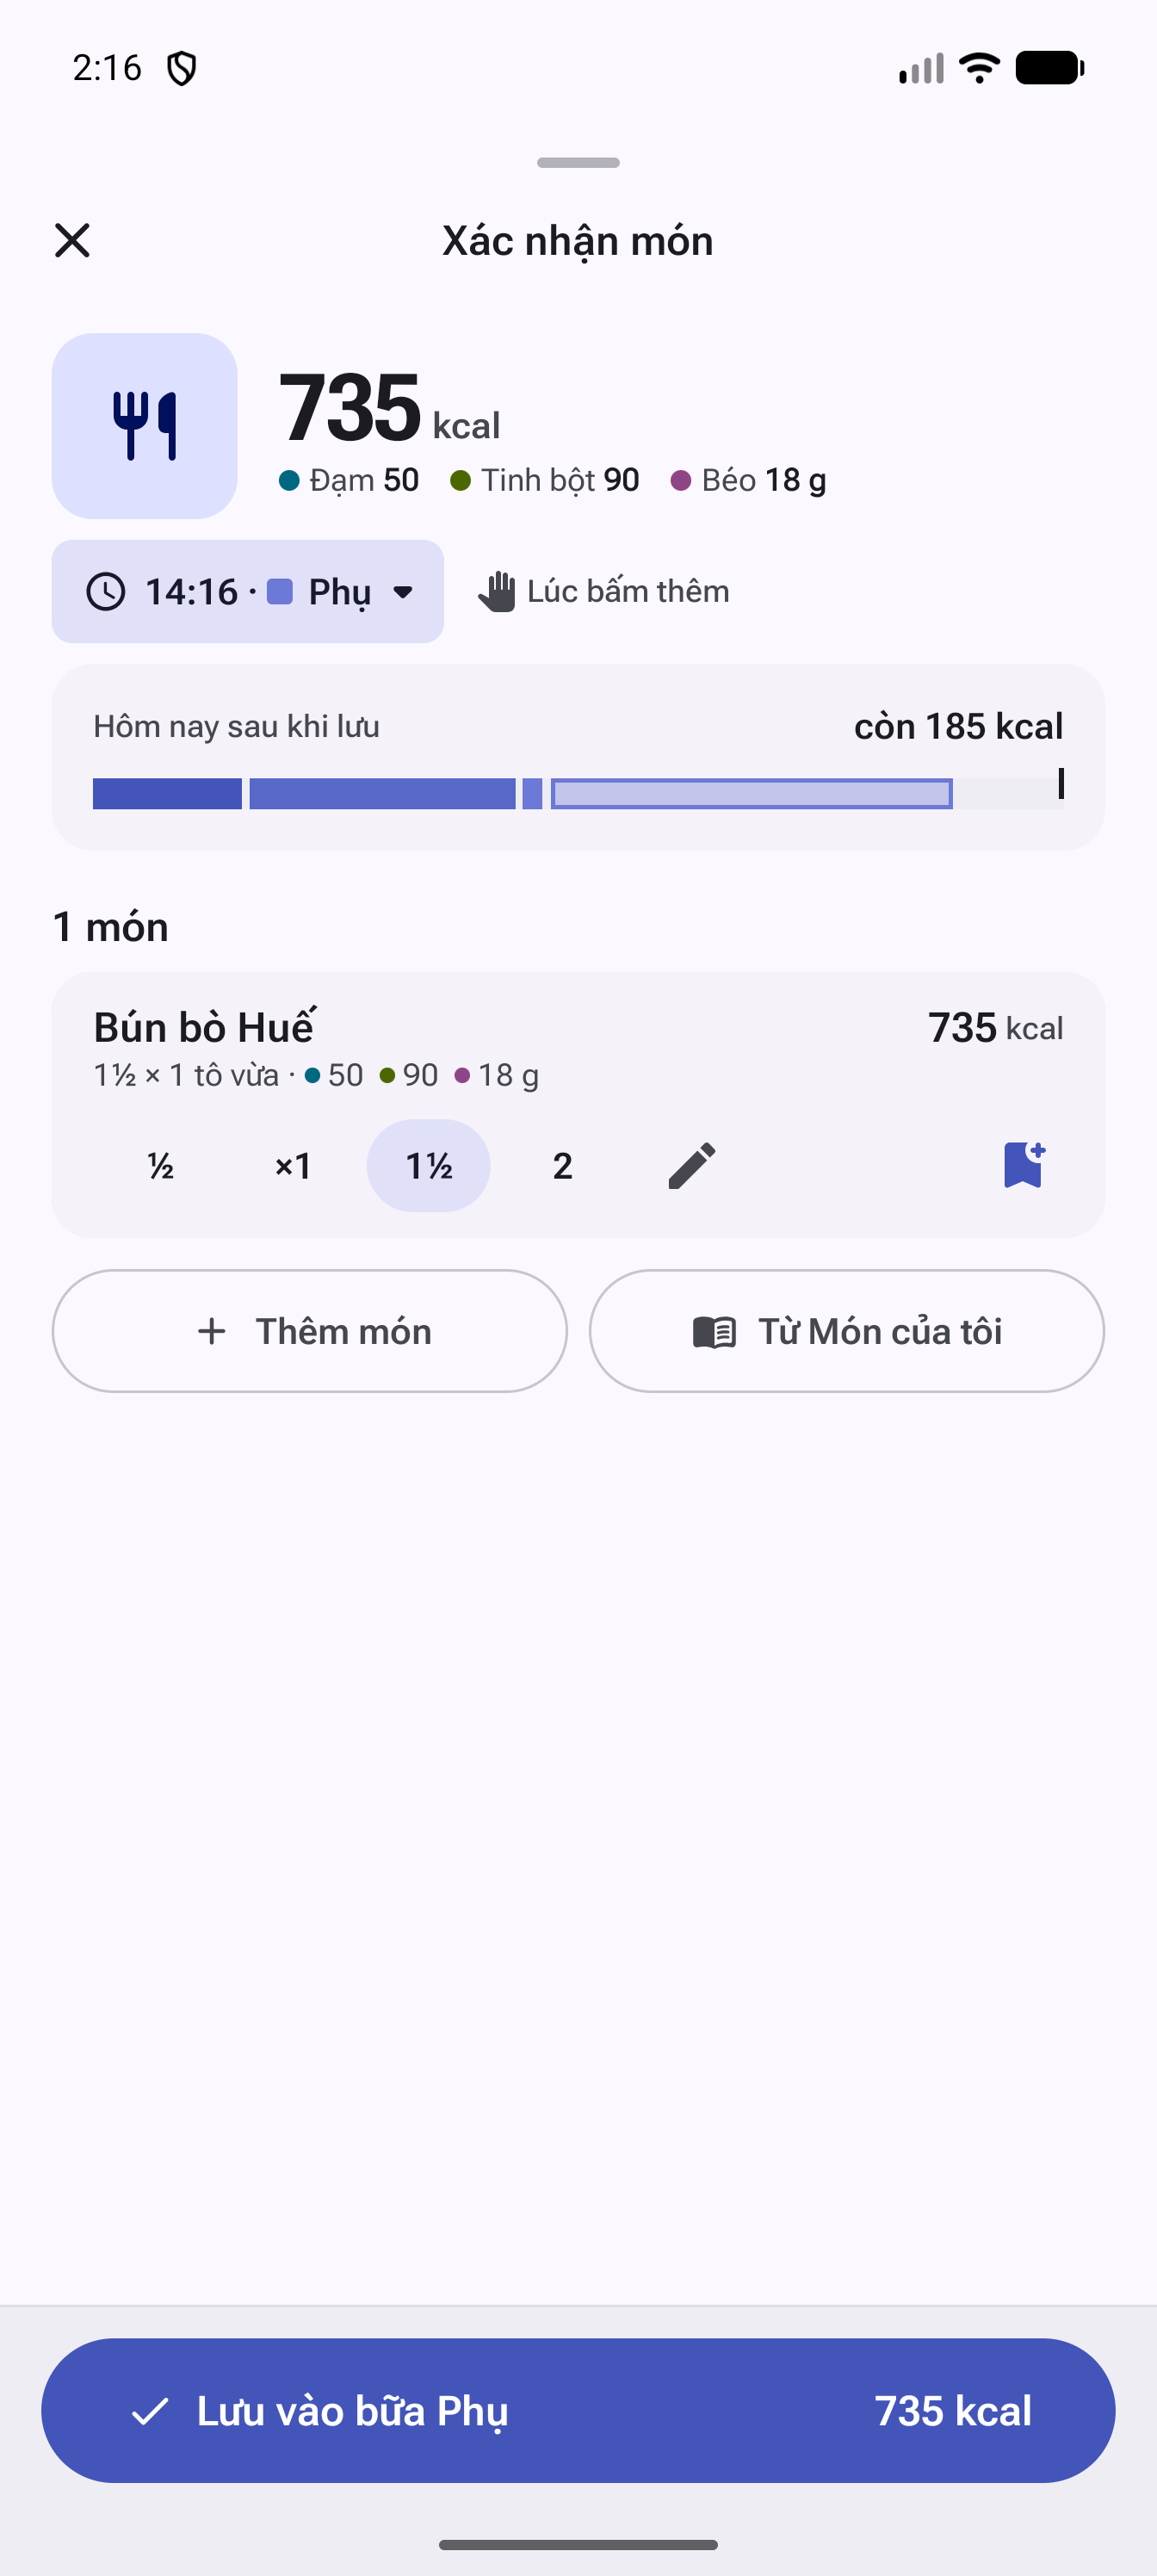 2:16
Xác nhận món
735 kcal
Đạm 50 Tinh bột 90 Béo 18 g
14:16 · Phụ
Lúc bấm thêm
Hôm nay sau khi lưu
còn 185 kcal
1 món
Bún bò Huế
735 kcal
1½ × 1 tô vừa · 50 90 18 g
½ ×1 1½ 2
Thêm món
Từ Món của tôi
Lưu vào bữa Phụ
735 kcal